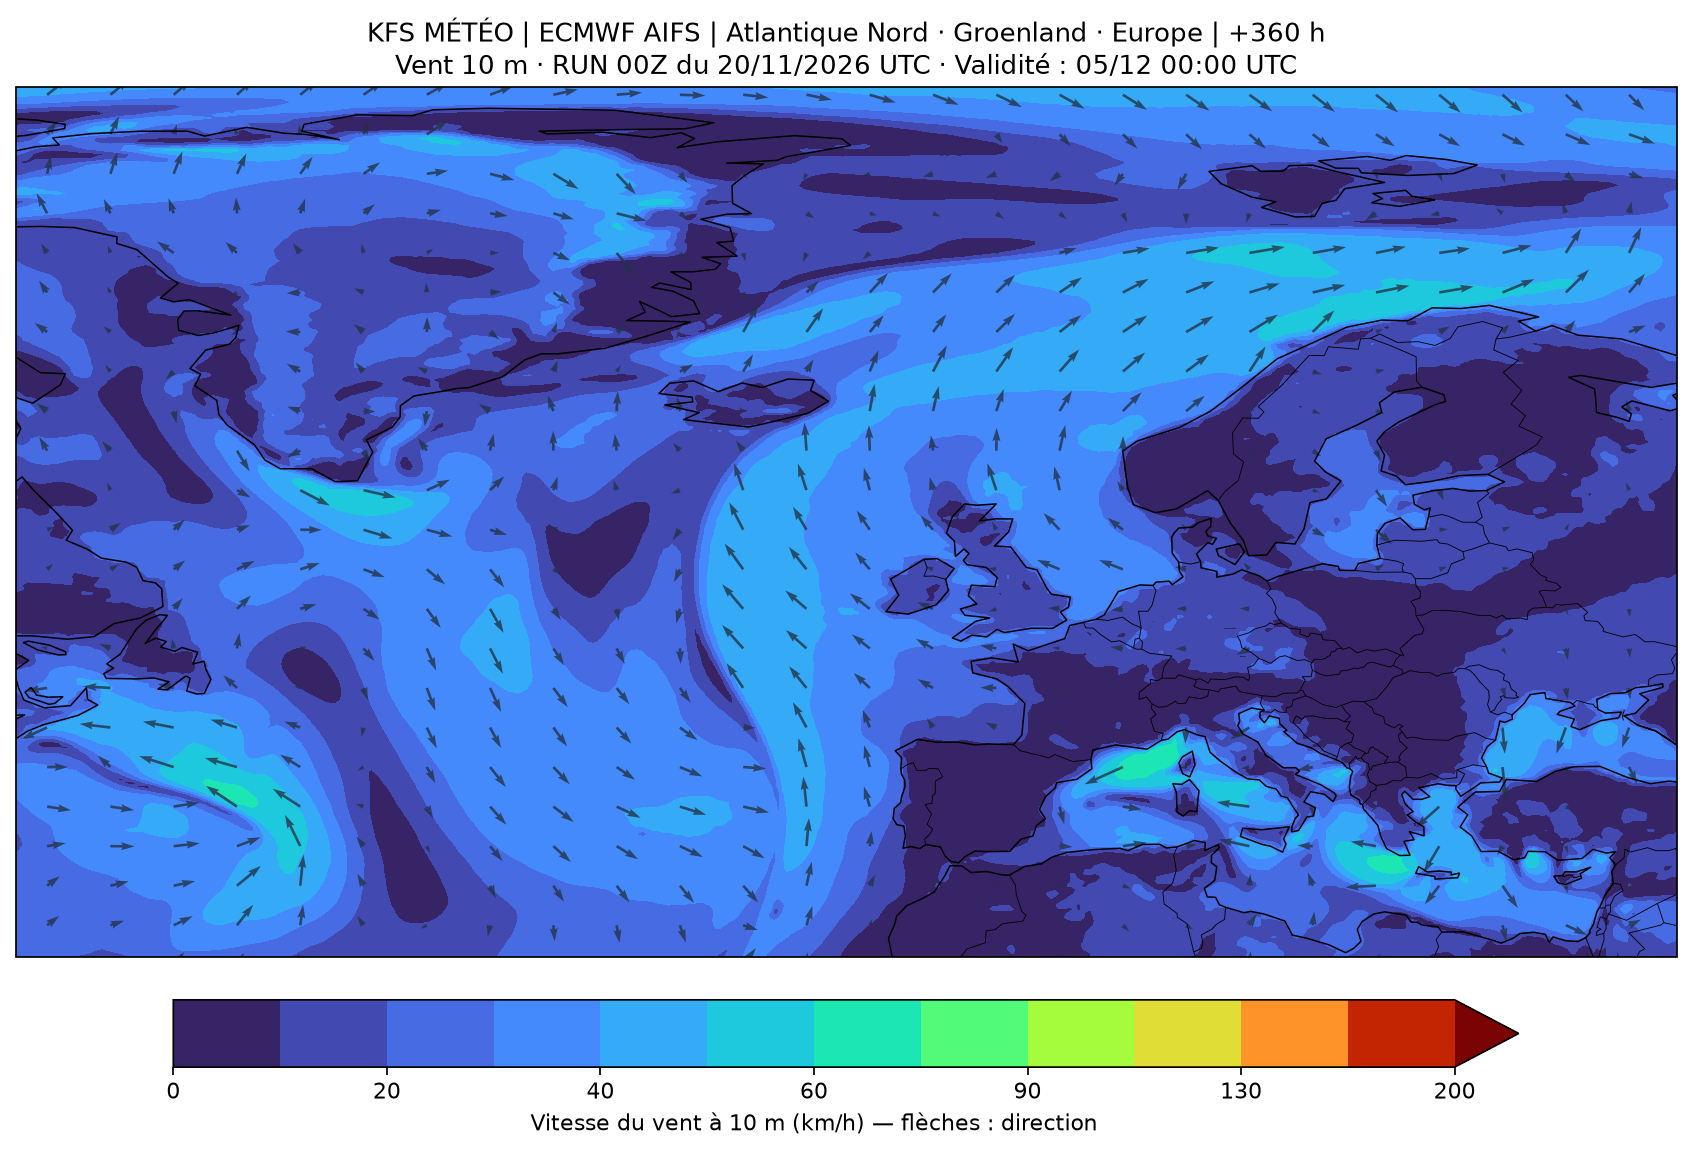 KFS MÉTÉO | ECMWF AIFS | Atlantique Nord · Groenland · Europe | +360 h
Vent 10 m · RUN 00Z du 20/11/2026 UTC · Validité : 05/12 00:00 UTC
0 20 40 60 90 130 200
Vitesse du vent à 10 m (km/h) — flèches : direction